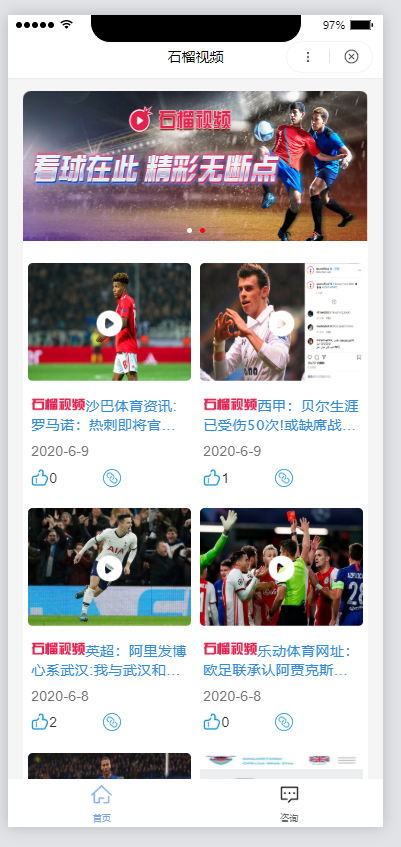 97%
石榴视频
石榴视频
看球在此 精彩无断点
石榴视频沙巴体育资讯:
罗马诺：热刺即将官...
2020-6-9
0
石榴视频西甲：贝尔生涯
已受伤50次!或缺席战...
2020-6-9
1
石榴视频英超：阿里发博
心系武汉:我与武汉和...
2020-6-8
2
石榴视频乐动体育网址：
欧足联承认阿贾克斯...
2020-6-8
0
首页
咨询